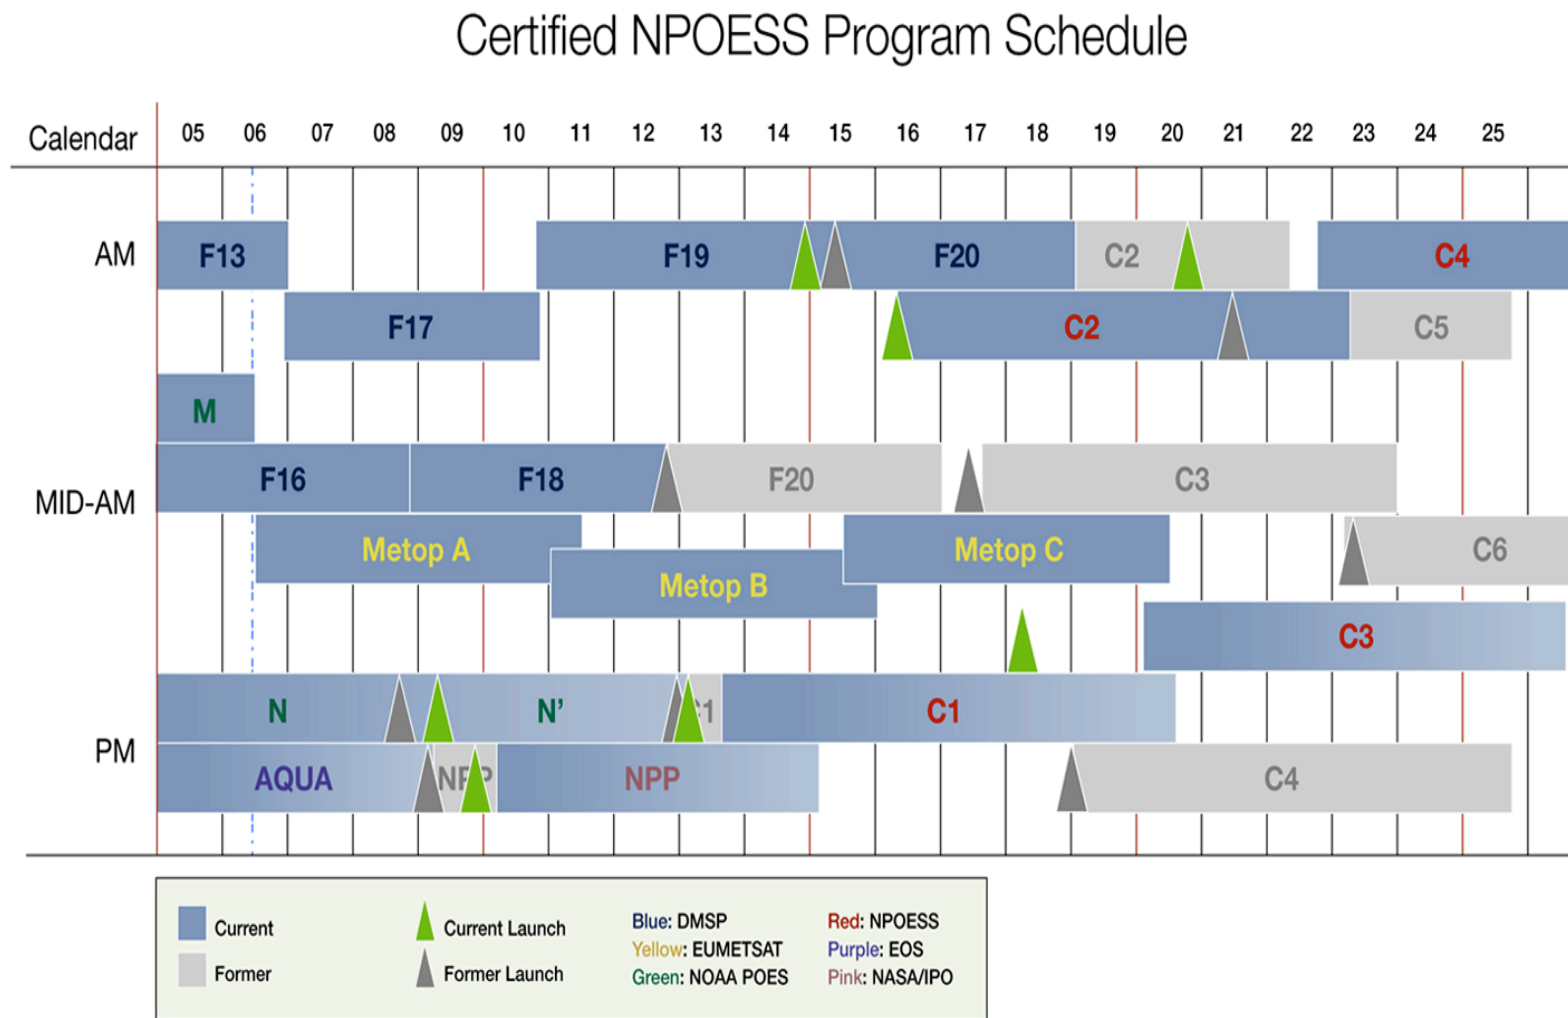 Certified NPOESS Program Schedule
Calendar 05 06 07 08 09 10 11 12 13 14 15 16 17 18 19 20 21 22 23 24 25
AM
F13 F19 F20 C2 C4
F17 C2 C5
M
MID-AM
F16 F18 F20 C3
Metop A Metop C C6
Metop B
C3
PM
N N’ C1 C1
AQUA NPP NPP C4
Current Current Launch Blue: DMSP Red: NPOESS
Yellow: EUMETSAT Purple: EOS
Former Former Launch Green: NOAA POES Pink: NASA/IPO